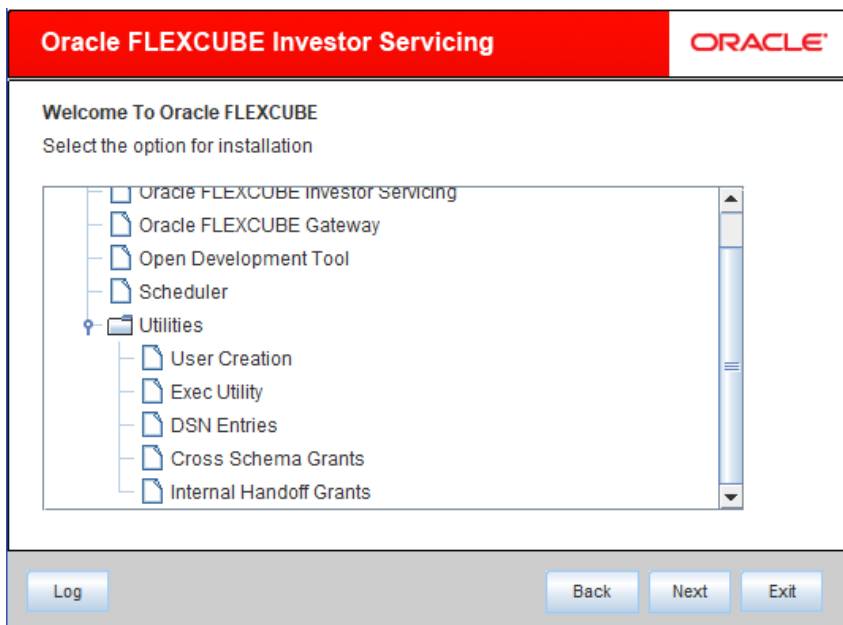 Oracle FLEXCUBE Investor Servicing
ORACLE
Welcome To Oracle FLEXCUBE
Select the option for installation
Oracle FLEXCUBE Investor Servicing
Oracle FLEXCUBE Gateway
Open Development Tool
Scheduler
Utilities
User Creation
Exec Utility
DSN Entries
Cross Schema Grants
Internal Handoff Grants
Log
Back
Next
Exit